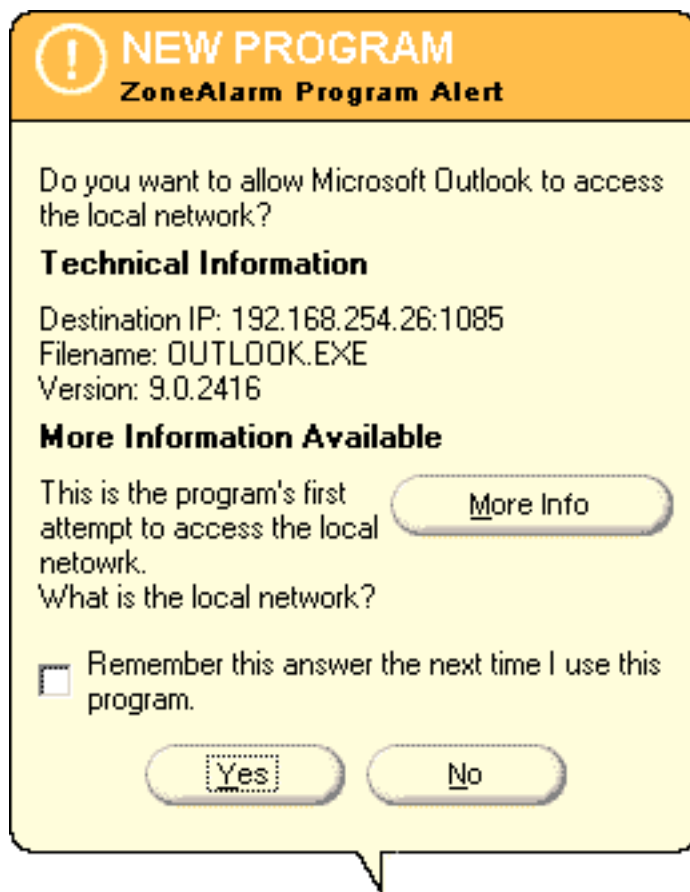 NEW PROGRAM
ZoneAlarm Program Alert
Do you want to allow Microsoft Outlook to access
the local network?
Technical Information
Destination IP: 192.168.254.26:1085
Filename: OUTLOOK.EXE
Version: 9.0.2416
More Information Available
This is the program's first
attempt to access the local
netowrk.
What is the local network?
More Info
Remember this answer the next time I use this
program.
Yes No